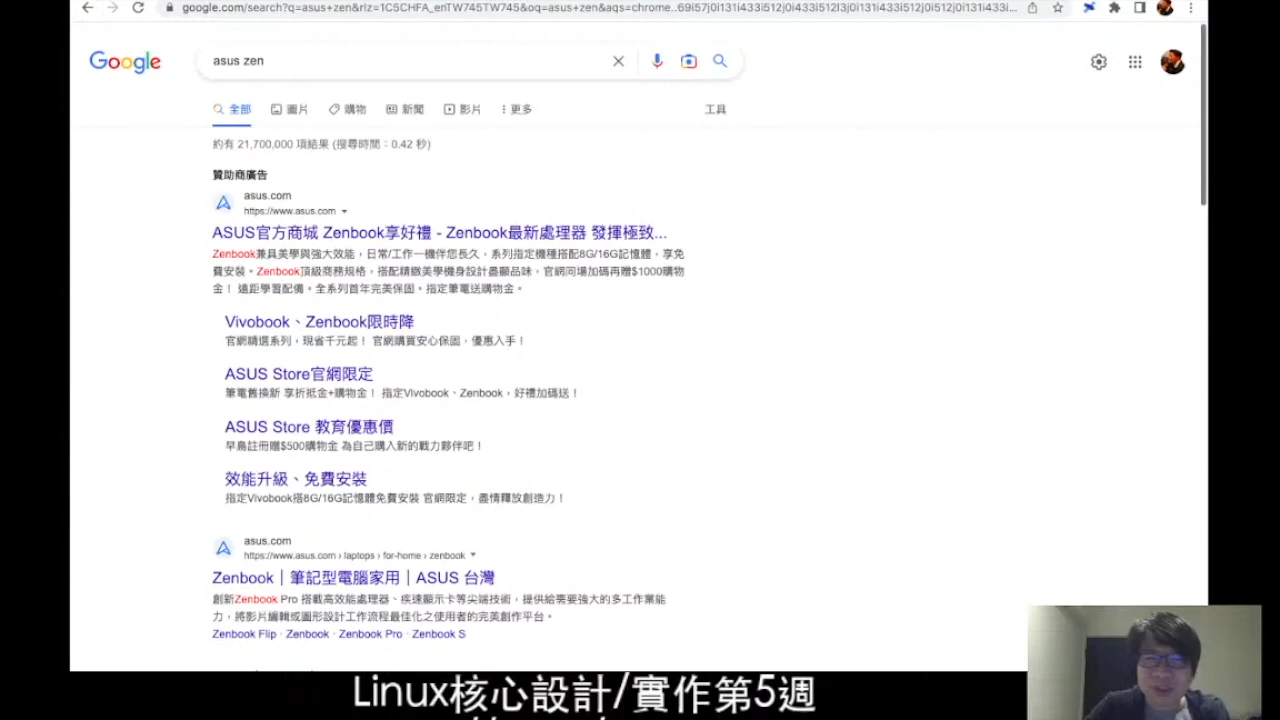 google.com/search?q=asus+zen&rlz=1C5CHFA_enTW745TW745&oq=asus+zen&aqs=chrome..69i57j0i131i433i512j0i433i512l3j0i131i433i512j0i512j0i131i433i...
Google
asus zen
全部 圖片 購物 新聞 影片 更多 工具
約有 21,700,000 項結果 (搜尋時間：0.42 秒)
贊助商廣告
asus.com
https://www.asus.com
ASUS官方商城 Zenbook享好禮 - Zenbook最新處理器 發揮極致...
Zenbook兼具美學與強大效能，日常/工作一機伴您長久，系列指定機種搭配8G/16G記憶體，享免
費安裝。Zenbook頂級商務規格，搭配精緻美學機身設計盡顯品味，官網同場加碼再贈$1000購物
金！ 遠距學習配備。全系列首年完美保固。指定筆電送購物金。
Vivobook、Zenbook限時降
官網精選系列，現省千元起！ 官網購買安心保固，優惠入手！
ASUS Store官網限定
筆電舊換新 享折抵金+購物金！ 指定Vivobook、Zenbook，好禮加碼送！
ASUS Store 教育優惠價
早鳥註冊贈$500購物金 為自己購入新的戰力夥伴吧！
效能升級、免費安裝
指定Vivobook搭8G/16G記憶體免費安裝 官網限定，盡情釋放創造力！
asus.com
https://www.asus.com › laptops › for-home › zenbook
Zenbook｜筆記型電腦家用｜ASUS 台灣
創新Zenbook Pro 搭載高效能處理器、疾速顯示卡等尖端技術，提供給需要強大的多工作業能
力，將影片編輯或圖形設計工作流程最佳化之使用者的完美創作平台。
Zenbook Flip · Zenbook · Zenbook Pro · Zenbook S
Linux核心設計/實作第5週